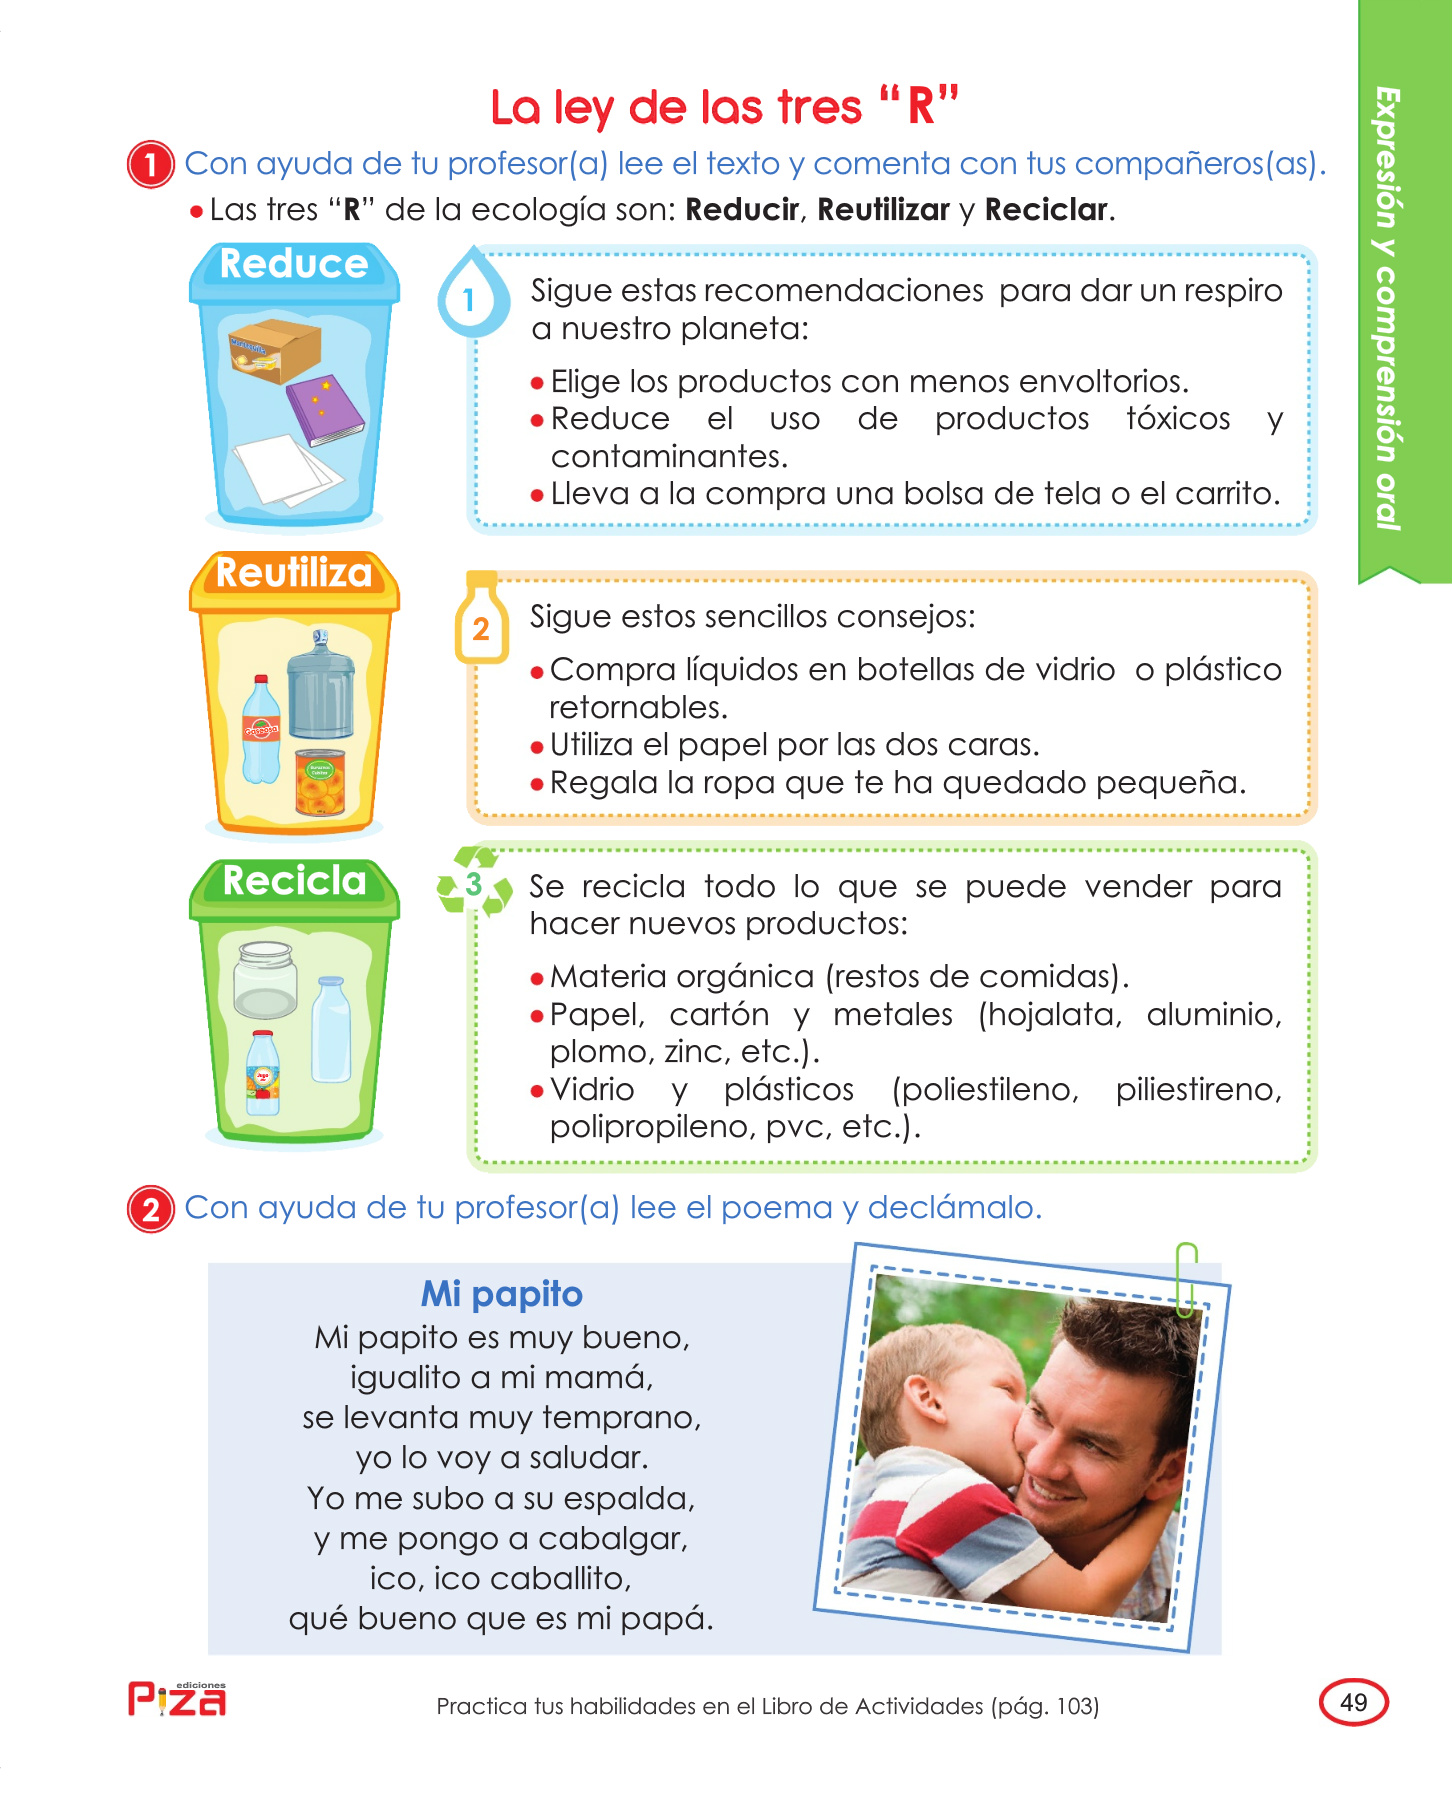 La ley de las tres “R”
1 Con ayuda de tu profesor(a) lee el texto y comenta con tus compañeros(as).
• Las tres “R” de la ecología son: Reducir, Reutilizar y Reciclar.
Reduce
1
Sigue estas recomendaciones para dar un respiro
a nuestro planeta:
• Elige los productos con menos envoltorios.
• Reduce el uso de productos tóxicos y
contaminantes.
• Lleva a la compra una bolsa de tela o el carrito.
Reutiliza
Gaseosa
2
Sigue estos sencillos consejos:
• Compra líquidos en botellas de vidrio o plástico
retornables.
• Utiliza el papel por las dos caras.
• Regala la ropa que te ha quedado pequeña.
Recicla
Jugo
3
Se recicla todo lo que se puede vender para
hacer nuevos productos:
• Materia orgánica (restos de comidas).
• Papel, cartón y metales (hojalata, aluminio,
plomo, zinc, etc.).
• Vidrio y plásticos (poliestileno, piliestireno,
polipropileno, pvc, etc.).
2 Con ayuda de tu profesor(a) lee el poema y declámalo.
Mi papito
Mi papito es muy bueno,
igualito a mi mamá,
se levanta muy temprano,
yo lo voy a saludar.
Yo me subo a su espalda,
y me pongo a cabalgar,
ico, ico caballito,
qué bueno que es mi papá.
Expresión y comprensión oral
ediciones
Piza
Practica tus habilidades en el Libro de Actividades (pág. 103)
49